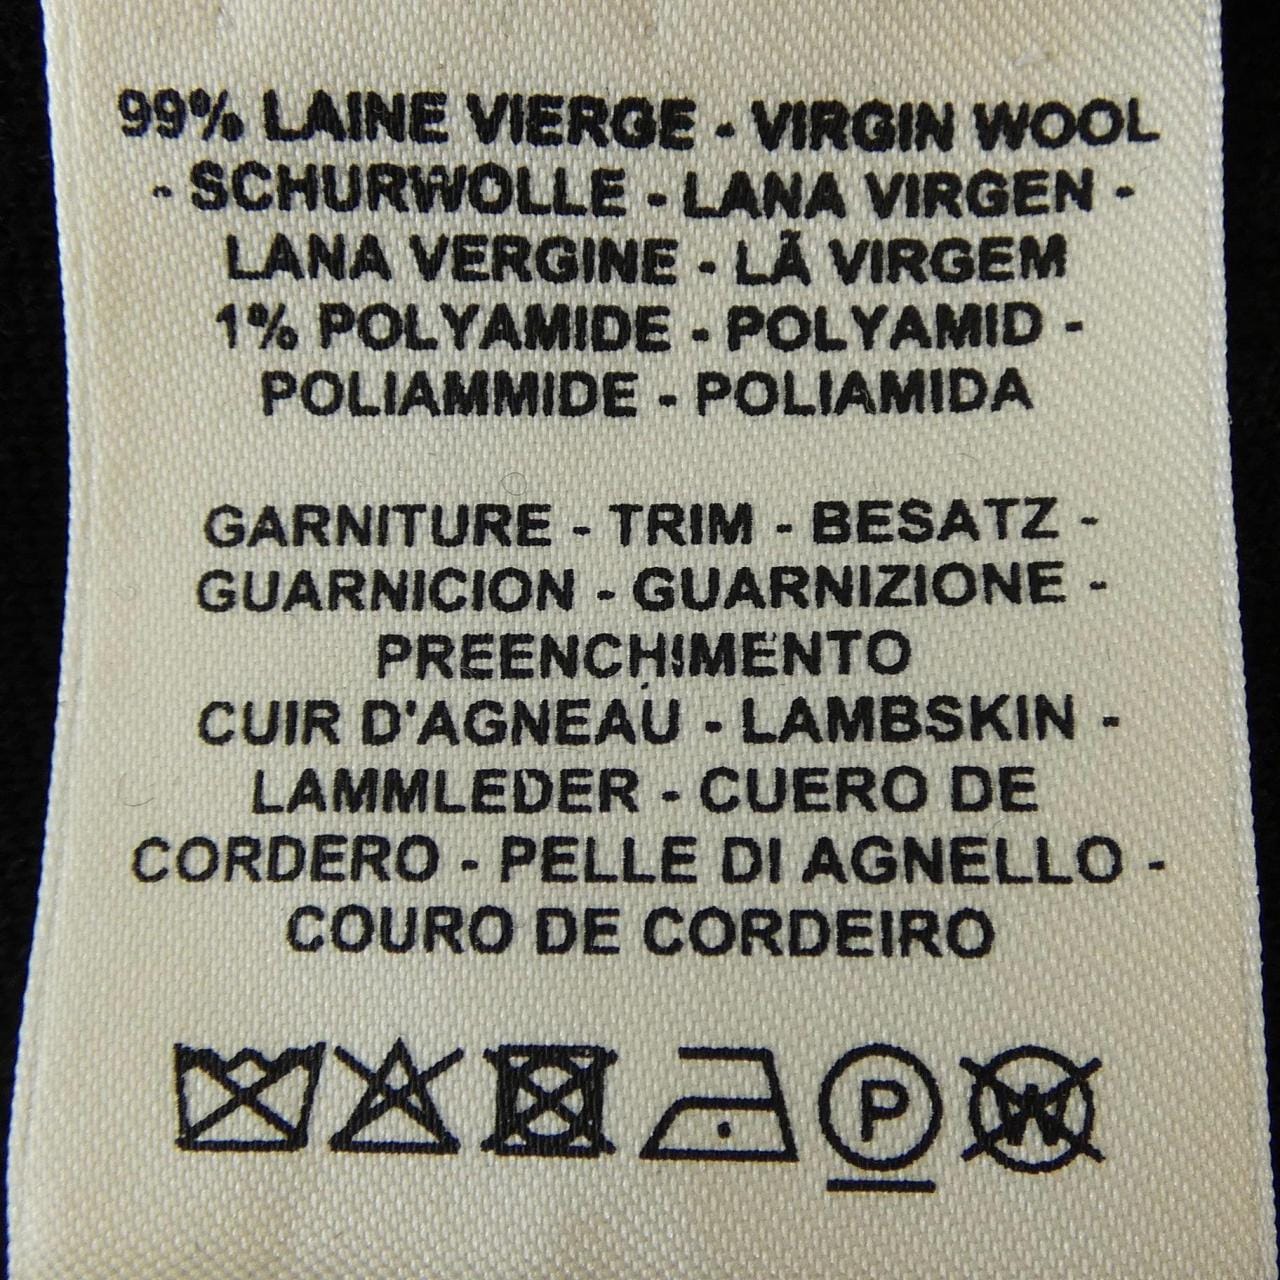 99% LAINE VIERGE - VIRGIN WOOL
- SCHURWOLLE - LANA VIRGEN -
LANA VERGINE - LÃ VIRGEM
1% POLYAMIDE - POLYAMID -
POLIAMMIDE - POLIAMIDA
GARNITURE - TRIM - BESATZ -
GUARNICION - GUARNIZIONE -
PREENCHIMENTO
CUIR D'AGNEAU - LAMBSKIN -
LAMMLEDER - CUERO DE
CORDERO - PELLE DI AGNELLO -
COURO DE CORDEIRO
P W